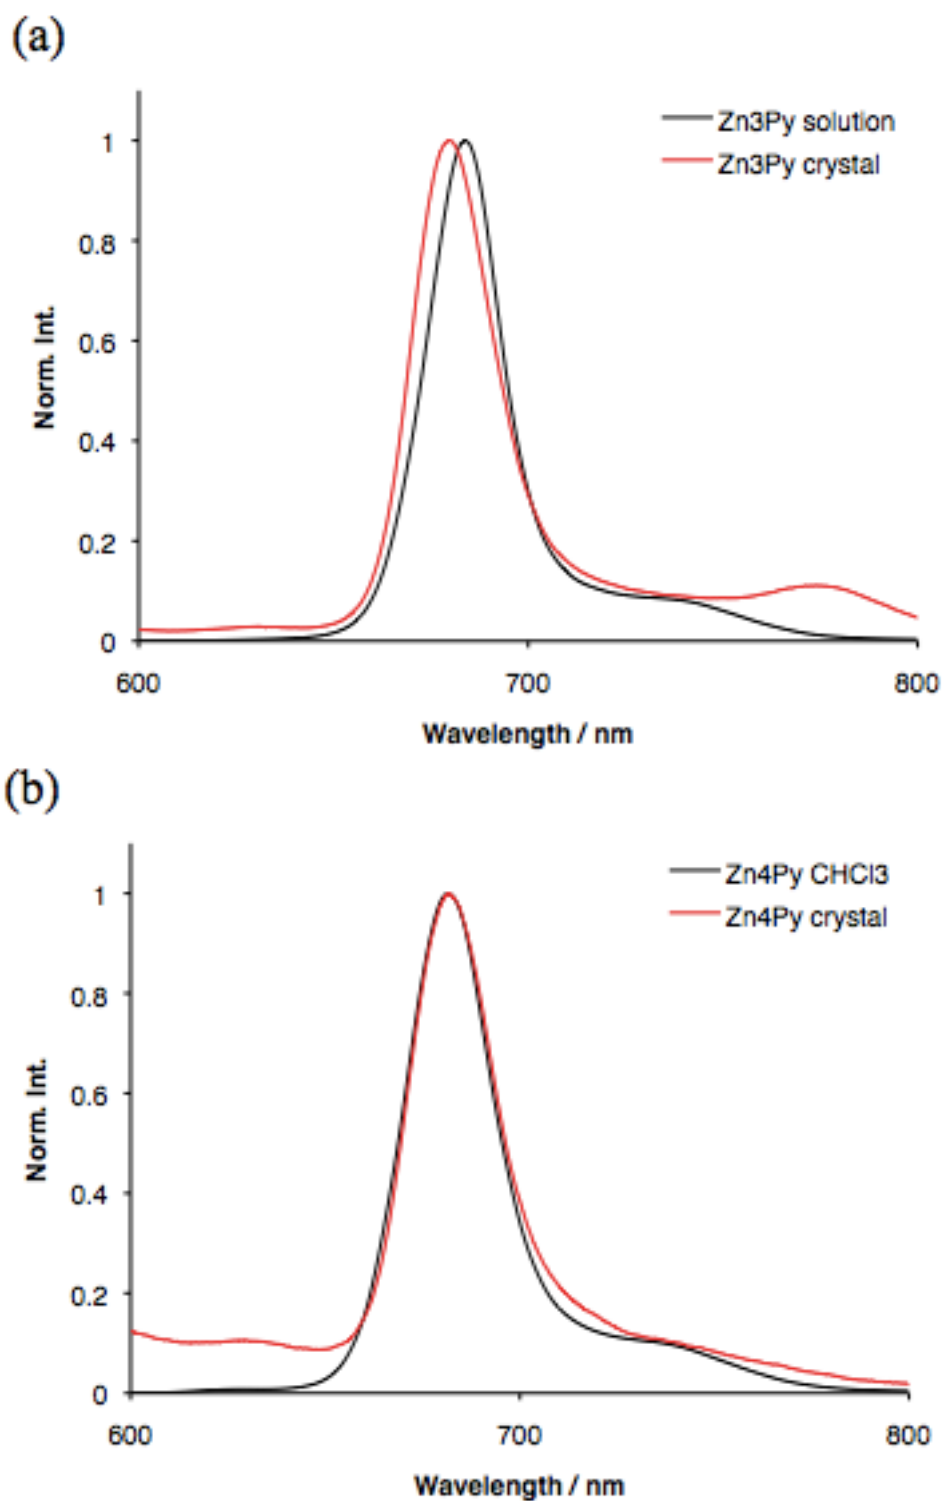 (a)
Zn3Py solution
Zn3Py crystal
1
0.8
0.6
0.4
0.2
0
Norm. Int.
600
700
800
Wavelength / nm
(b)
Zn4Py CHCl3
Zn4Py crystal
1
0.8
0.6
0.4
0.2
0
Norm. Int.
600
700
800
Wavelength / nm